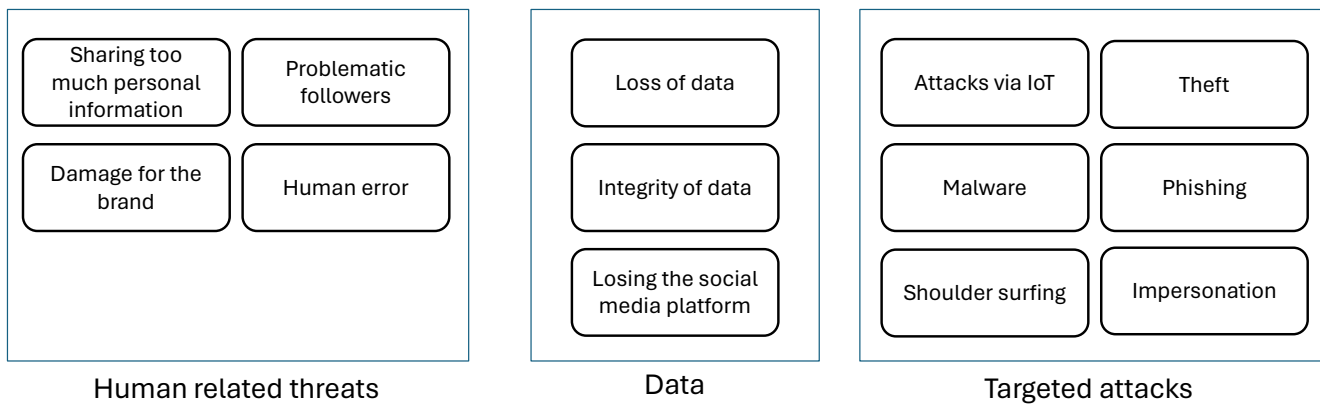 Sharing too
much personal
information
Problematic
followers
Damage for the
brand
Human error
Human related threats
Loss of data
Integrity of data
Losing the social
media platform
Data
Attacks via IoT
Theft
Malware
Phishing
Shoulder surfing
Impersonation
Targeted attacks